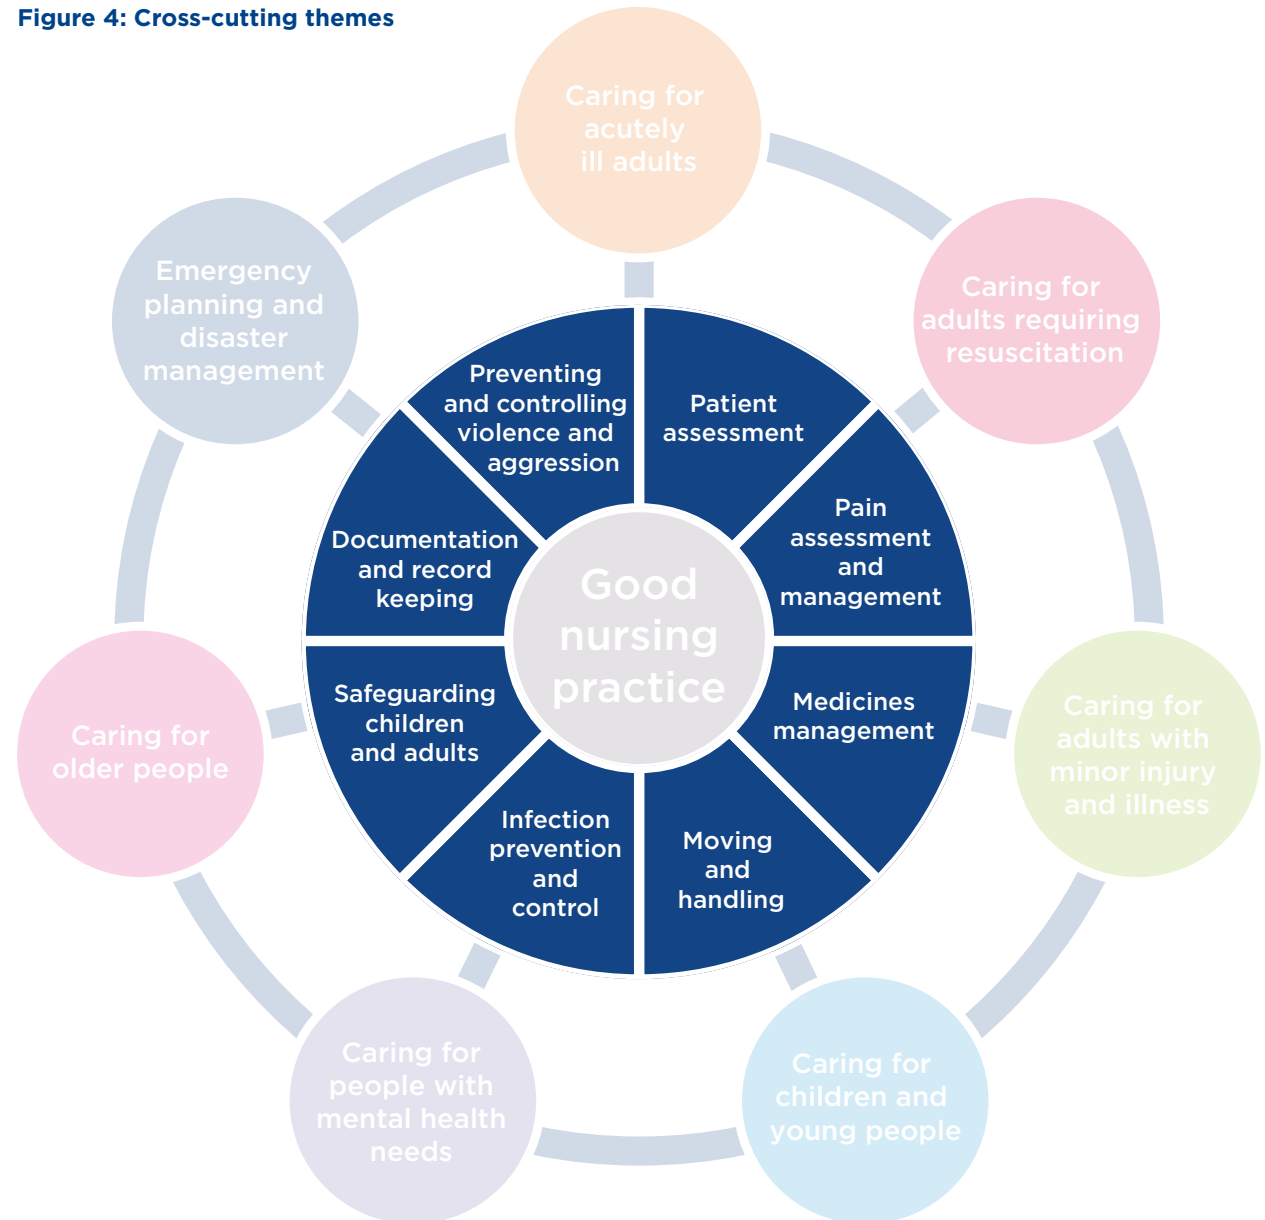 Figure 4: Cross-cutting themes
Caring for
acutely
ill adults
Caring for
adults requiring
resuscitation
Caring for
adults with
minor injury
and illness
Caring for
children and
young people
Caring for
people with
mental health
needs
Caring for
older people
Emergency
planning and
disaster
management
Patient
assessment
Pain
assessment
and
management
Medicines
management
Moving
and
handling
Infection
prevention
and
control
Safeguarding
children
and adults
Documentation
and record
keeping
Preventing
and controlling
violence and
aggression
Good
nursing
practice